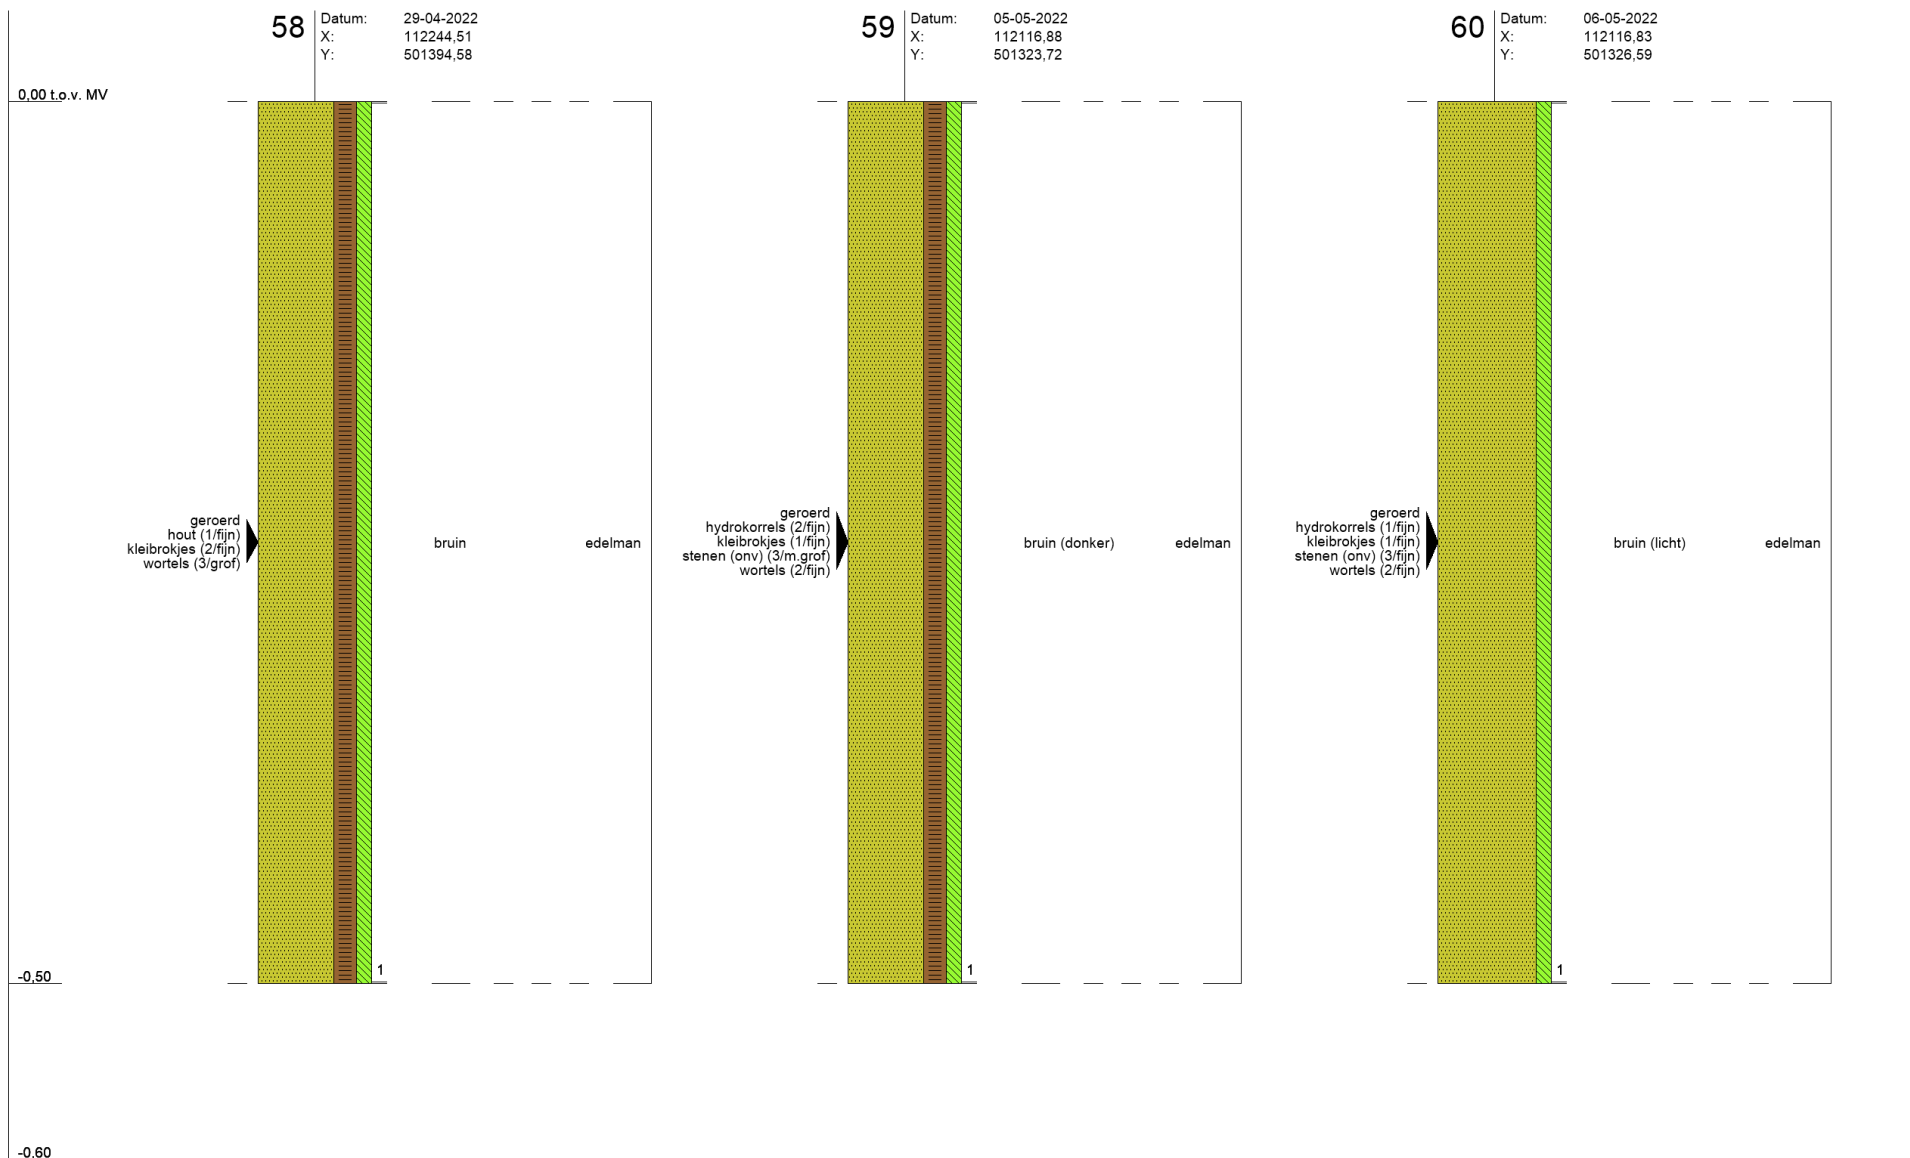 58
Datum: 29-04-2022
X: 112244,51
Y: 501394,58
59
Datum: 05-05-2022
X: 112116,88
Y: 501323,72
60
Datum: 06-05-2022
X: 112116,83
Y: 501326,59
0,00 t.o.v. MV
geroerd
hout (1/fijn)
kleibrokjes (2/fijn)
wortels (3/grof)
bruin
edelman
1
geroerd
hydrokorrels (2/fijn)
kleibrokjes (1/fijn)
stenen (onv) (3/m.grof)
wortels (2/fijn)
bruin (donker)
edelman
1
geroerd
hydrokorrels (1/fijn)
kleibrokjes (1/fijn)
stenen (onv) (3/fijn)
wortels (2/fijn)
bruin (licht)
edelman
1
-0,50
-0,60